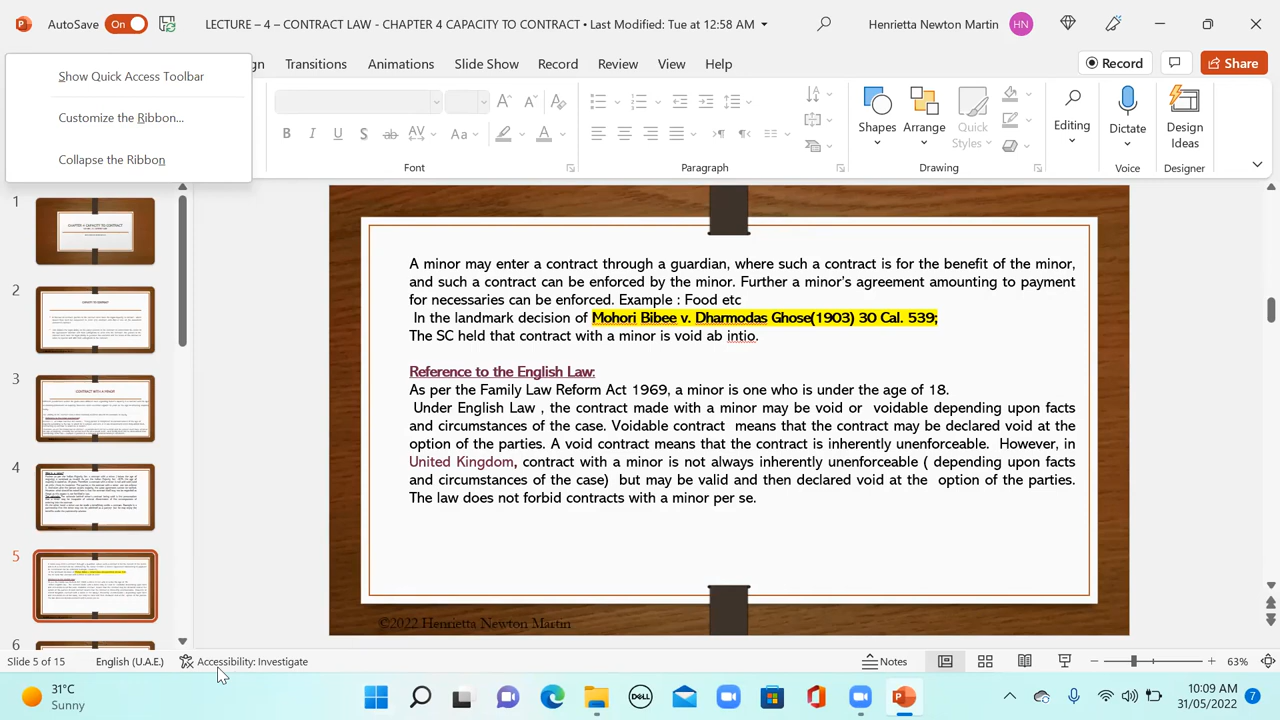 AutoSave On LECTURE – 4 – CONTRACT LAW - CHAPTER 4 CAPACITY TO CONTRACT • Last Modified: Tue at 12:58 AM Henrietta Newton Martin HN
Show Quick Access Toolbar
Customize the Ribbon...
Collapse the Ribbon
Transitions Animations Slide Show Record Review View Help Record Share
B I U S ab AV Aa A
Font
Paragraph
Shapes Arrange Quick Styles
Drawing
Editing
Dictate
Voice
Design Ideas
Designer
1
CHAPTER 4 CAPACITY TO CONTRACT
2
3
CONTRACT WITH A MINOR
4
5
6
A minor may enter a contract through a guardian, where such a contract is for the benefit of the minor,
and such a contract can be enforced by the minor. Further a minor's agreement amounting to payment
for necessaries can be enforced. Example : Food etc
In the landmark decision of Mohori Bibee v. Dharmodas Ghose(1903) 30 Cal. 539;
The SC held that contract with a minor is void ab intio.
Reference to the English Law:
As per the Family Law Reform Act 1969, a minor is one who is under the age of 18.
Under English Law , the contract made with a minor may be void or voidable depending upon facts
and circumstances of the case. Voidable contract means that the contract may be declared void at the
option of the parties. A void contract means that the contract is inherently unenforceable. However, in
United Kingdom, contract with a minor is not always inherently unenforceable ( depending upon facts
and circumstances of the case) but may be valid and then declared void at the option of the parties.
The law does not forbid contracts with a minor per se.
©2022 Henrietta Newton Martin
Slide 5 of 15 English (U.A.E.) Accessibility: Investigate Notes 63%
31°C
Sunny
DELL
10:09 AM
31/05/2022
7